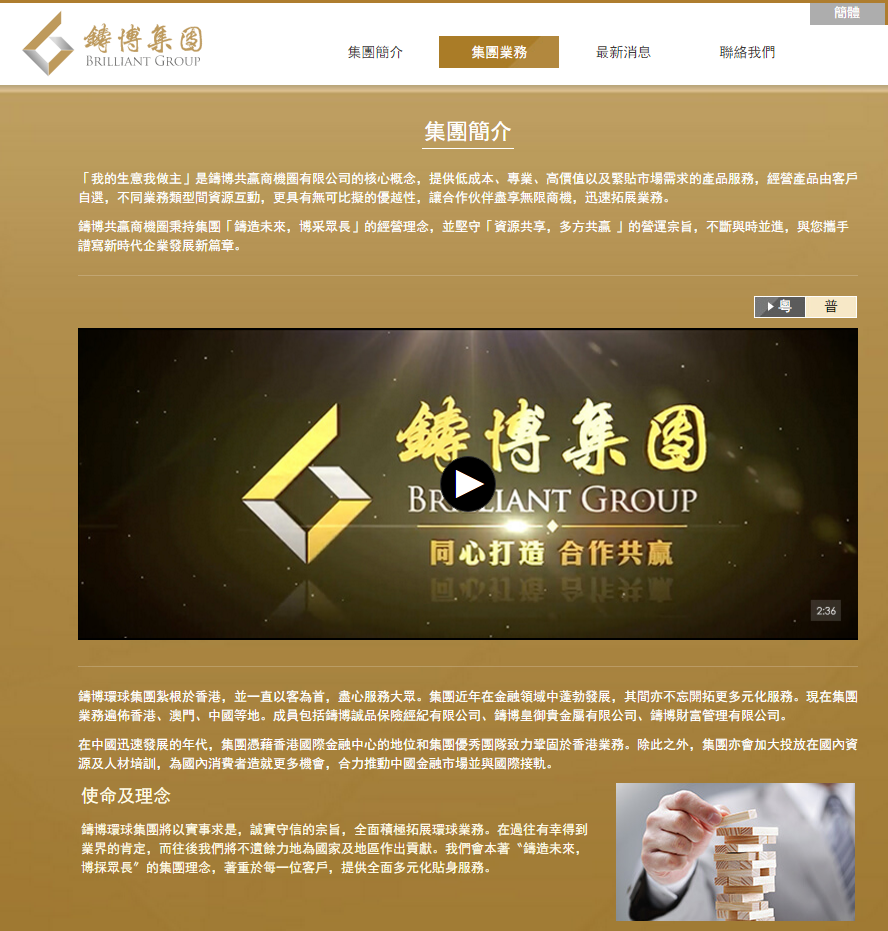 簡體
鑄博集团
BRILLIANT GROUP
集團簡介
集團業務
最新消息
聯絡我們
集團簡介
「我的生意我做主」是鑄博共贏商機圈有限公司的核心概念，提供低成本、專業、高價值以及緊貼市場需求的產品服務，經營產品由客戶
自選，不同業務類型間資源互動，更具有無可比擬的優越性，讓合作伙伴盡享無限商機，迅速拓展業務。
鑄博共贏商機圈秉持集團「鑄造未來，博采眾長」的經營理念，並堅守「資源共享，多方共贏 」的營運宗旨，不斷與時並進，與您攜手
譜寫新時代企業發展新篇章。
粵
普
鑄博集团
BRILLIANT GROUP
同心打造 合作共赢
2:36
鑄博環球集團紮根於香港，並一直以客為首，盡心服務大眾。集團近年在金融領域中蓬勃發展，其間亦不忘開拓更多元化服務。現在集團
業務遍佈香港、澳門、中國等地。成員包括鑄博誠品保險經紀有限公司、鑄博皇御貴金屬有限公司、鑄博財富管理有限公司。
在中國迅速發展的年代，集團憑藉香港國際金融中心的地位和集團優秀團隊致力鞏固於香港業務。除此之外，集團亦會加大投放在國內資
源及人材培訓，為國內消費者造就更多機會，合力推動中國金融市場並與國際接軌。
使命及理念
鑄博環球集團將以實事求是，誠實守信的宗旨，全面積極拓展環球業務。在過往有幸得到
業界的肯定，而往後我們將不遺餘力地為國家及地區作出貢獻。我們會本著〝鑄造未來，
博採眾長〞的集團理念，著重於每一位客戶，提供全面多元化貼身服務。